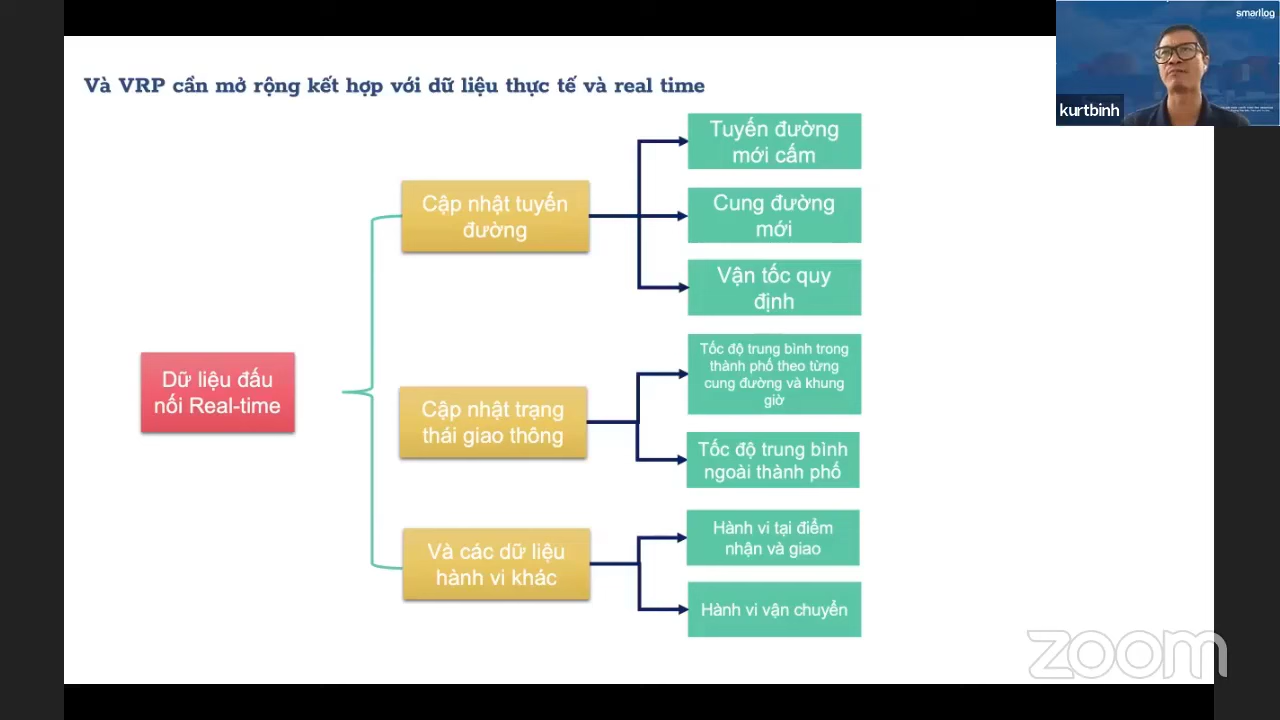 smartlog
kurtbinh
Và VRP cần mở rộng kết hợp với dữ liệu thực tế và real time
Dữ liệu đấu
nối Real-time
Cập nhật tuyến
đường
Tuyến đường
mới cấm
Cung đường
mới
Vận tốc quy
định
Cập nhật trạng
thái giao thông
Tốc độ trung bình trong
thành phố theo từng
cung đường và khung
giờ
Tốc độ trung bình
ngoài thành phố
Và các dữ liệu
hành vi khác
Hành vi tại điểm
nhận và giao
Hành vi vận chuyển
zoom